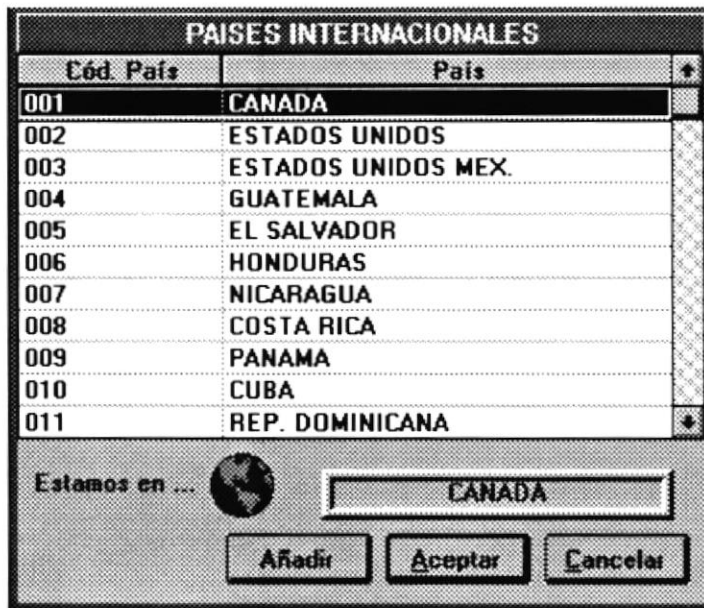 PAISES INTERNACIONALES
Cód. País País
001 CANADA
002 ESTADOS UNIDOS
003 ESTADOS UNIDOS MEX.
004 GUATEMALA
005 EL SALVADOR
006 HONDURAS
007 NICARAGUA
008 COSTA RICA
009 PANAMA
010 CUBA
011 REP. DOMINICANA
Estamos en ... CANADA
Añadir Aceptar Cancelar